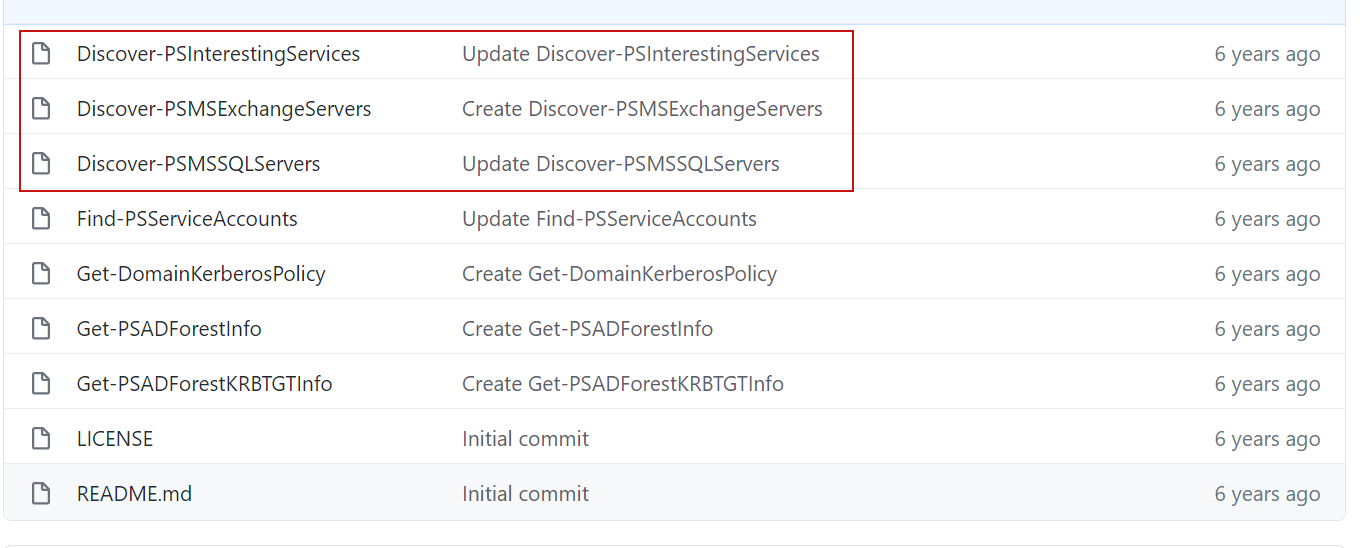 Discover-PSInterestingServices Update Discover-PSInterestingServices 6 years ago
Discover-PSMSExchangeServers Create Discover-PSMSExchangeServers 6 years ago
Discover-PSMSSQLServers Update Discover-PSMSSQLServers 6 years ago
Find-PSServiceAccounts Update Find-PSServiceAccounts 6 years ago
Get-DomainKerberosPolicy Create Get-DomainKerberosPolicy 6 years ago
Get-PSADForestInfo Create Get-PSADForestInfo 6 years ago
Get-PSADForestKRBTGTInfo Create Get-PSADForestKRBTGTInfo 6 years ago
LICENSE Initial commit 6 years ago
README.md Initial commit 6 years ago